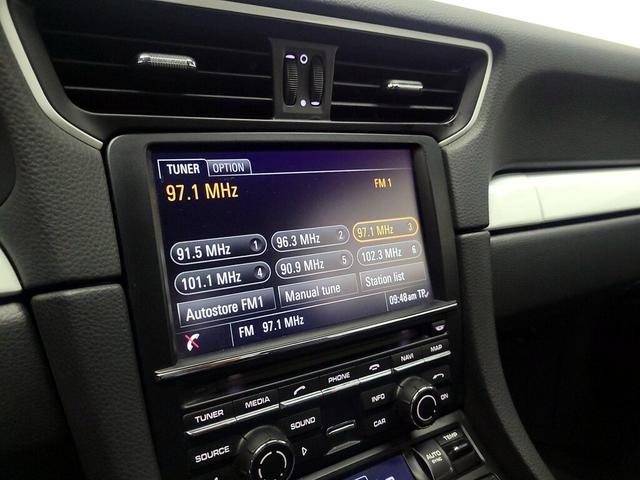 TUNER OPTION
97.1 MHz FM 1
91.5 MHz 1 96.3 MHz 2 97.1 MHz 3
101.1 MHz 4 90.9 MHz 5 102.3 MHz 6
Autostore FM1 Manual tune Station list
FM 97.1 MHz 09:48am TP
TUNER MEDIA PHONE NAVI MAP
SOURCE SOUND INFO ON
CAR
AUTO SYNC TEMP